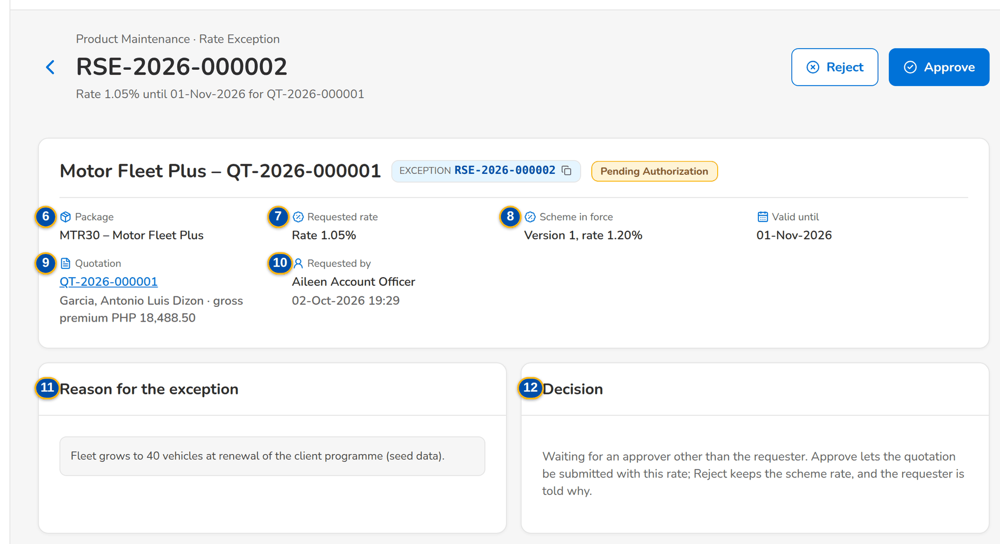 Product Maintenance · Rate Exception
RSE-2026-000002
Rate 1.05% until 01-Nov-2026 for QT-2026-000001
Reject
Approve
Motor Fleet Plus – QT-2026-000001
EXCEPTION RSE-2026-000002
Pending Authorization
6 Package
MTR30 – Motor Fleet Plus
7 Requested rate
Rate 1.05%
8 Scheme in force
Version 1, rate 1.20%
Valid until
01-Nov-2026
9 Quotation
QT-2026-000001
Garcia, Antonio Luis Dizon · gross
premium PHP 18,488.50
10 Requested by
Aileen Account Officer
02-Oct-2026 19:29
11 Reason for the exception
Fleet grows to 40 vehicles at renewal of the client programme (seed data).
12 Decision
Waiting for an approver other than the requester. Approve lets the quotation
be submitted with this rate; Reject keeps the scheme rate, and the requester is
told why.